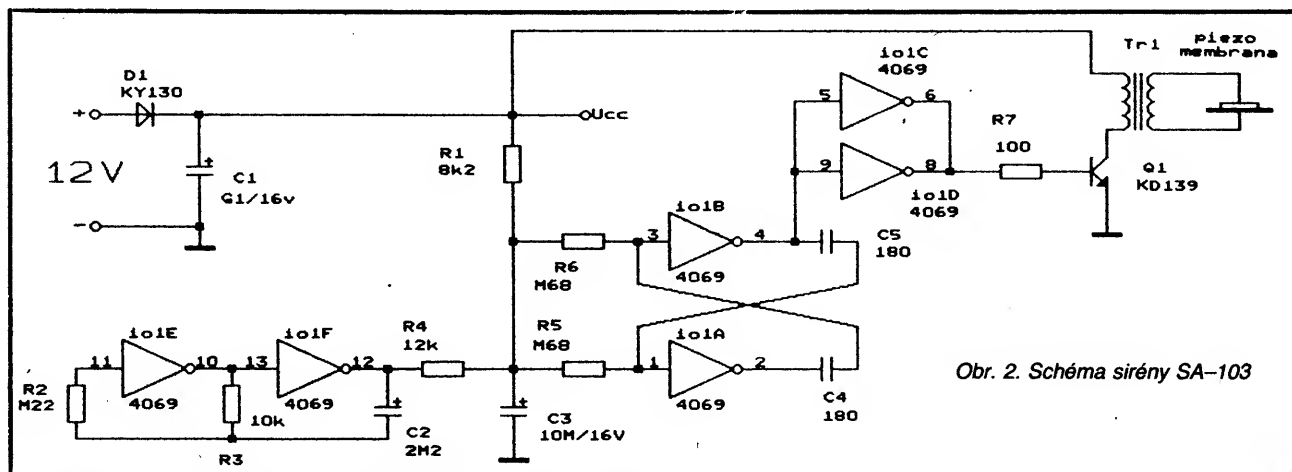 D1
KY130
+
12V
-
+
C1
G1/16v
Ucc
R1
8k2
io1C
4069
5
6
9
8
io1D
4069
R7
100
Tr1
piezo
membrana
Q1
KD139
io1B
3
4
4069
R6
M68
C5
180
R5
M68
io1A
1
2
4069
C4
180
io1E
11
10
4069
R2
M22
io1F
13
12
4069
R4
12k
10k
R3
+
C2
2M2
+
C3
10M/16V
Obr. 2. Schéma sirény SA–103